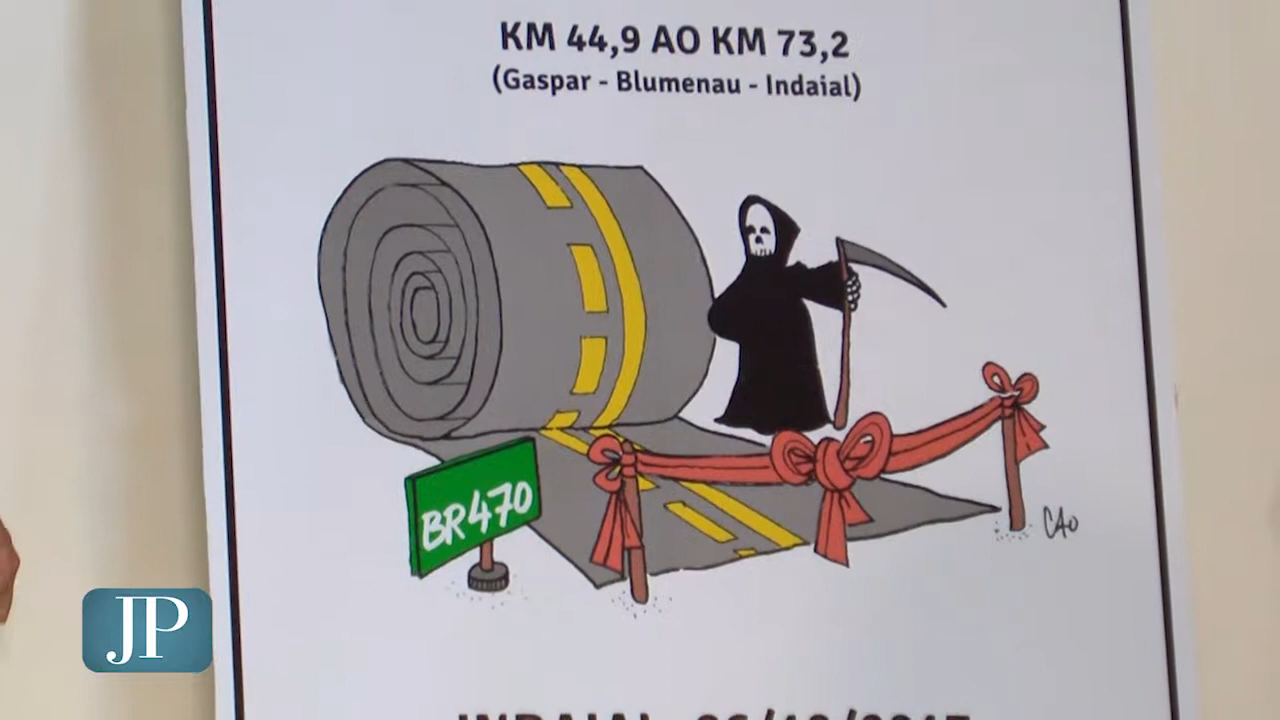 KM 44,9 AO KM 73,2
(Gaspar - Blumenau - Indaial)
BR470
CAO
JP